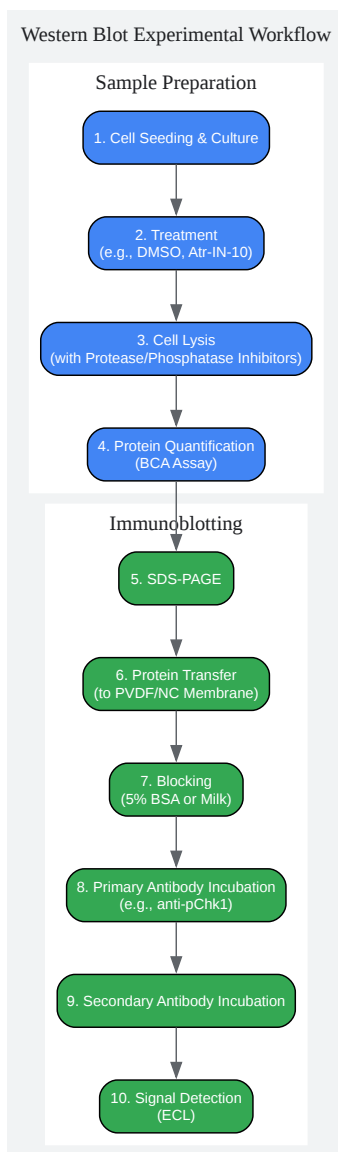 Western Blot Experimental Workflow
Sample Preparation
1. Cell Seeding & Culture
2. Treatment
(e.g., DMSO, Atr-IN-10)
3. Cell Lysis
(with Protease/Phosphatase Inhibitors)
4. Protein Quantification
(BCA Assay)
Immunoblotting
5. SDS-PAGE
6. Protein Transfer
(to PVDF/NC Membrane)
7. Blocking
(5% BSA or Milk)
8. Primary Antibody Incubation
(e.g., anti-pChk1)
9. Secondary Antibody Incubation
10. Signal Detection
(ECL)